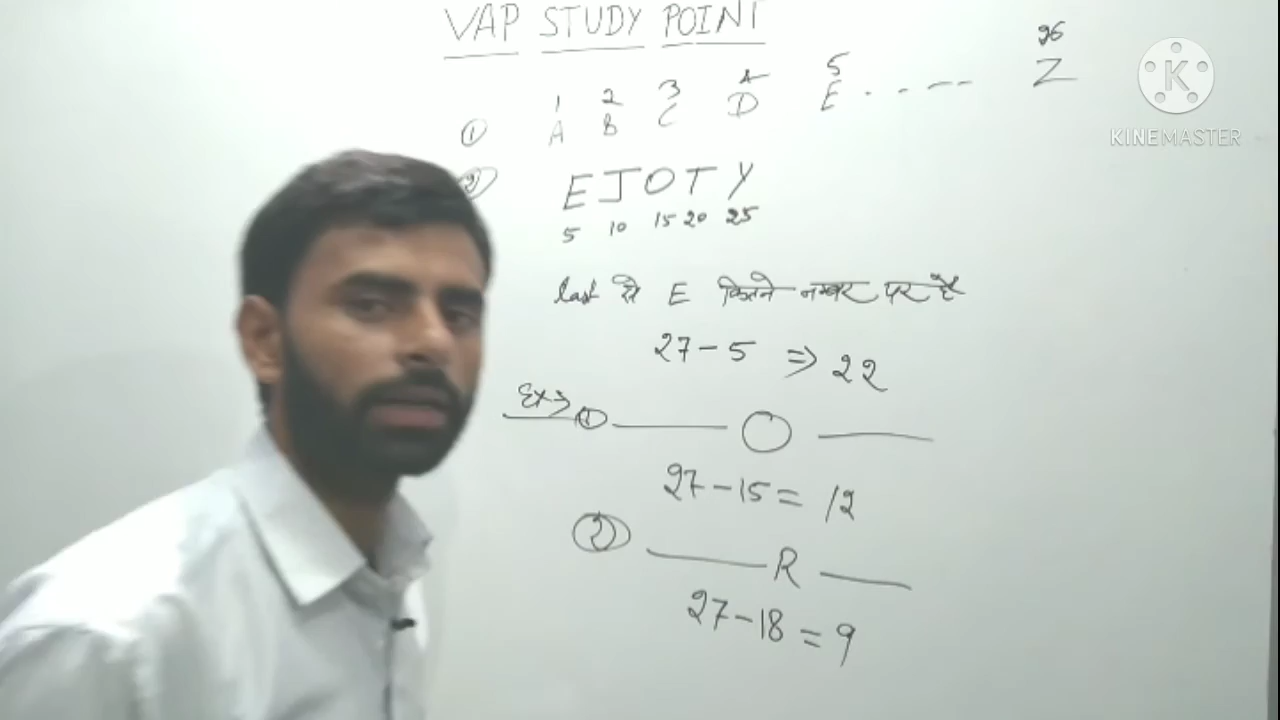 VAP STUDY POINT
1 2 3 4 5 26
① A B C D E . . - - - Z
② E J O T Y
5 10 15 20 25
last से E कितने नम्बर पर है
27 - 5 ⇒ 22
Ex → ① — O —
27 - 15 = 12
② — R —
27 - 18 = 9
K
KINEMASTER